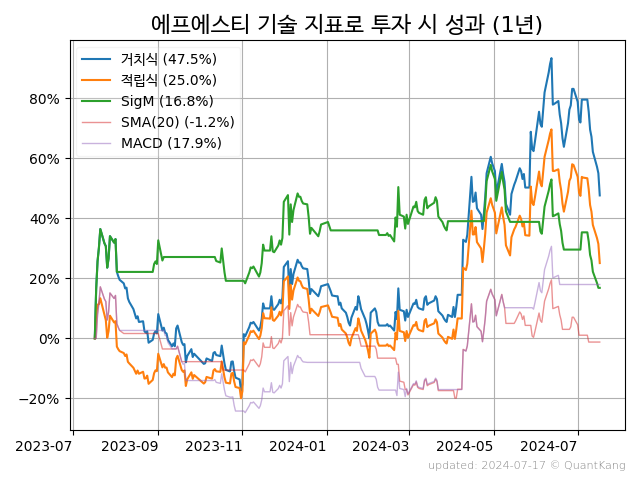 에프에스티 기술 지표로 투자 시 성과 (1년)
거치식 (47.5%)
적립식 (25.0%)
SigM (16.8%)
SMA(20) (-1.2%)
MACD (17.9%)
80%
60%
40%
20%
0%
−20%
2023-07
2023-09
2023-11
2024-01
2024-03
2024-05
2024-07
updated: 2024-07-17 © QuantKang